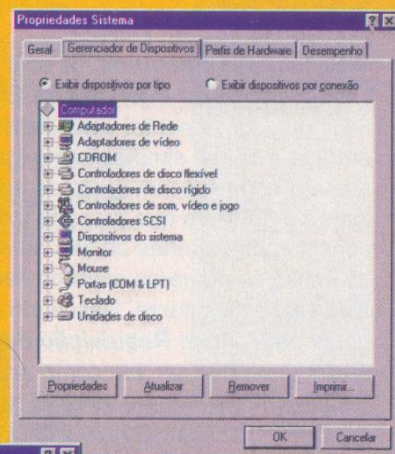 Propriedades Sistema
Geral Gerenciador de Dispositivos Perfis de Hardware Desempenho
Exibir dispositivos por tipo Exibir dispositivos por conexão
Computador
Adaptadores de Rede
Adaptadores de vídeo
CDROM
Controladores de disco flexível
Controladores de disco rígido
Controladores de som, vídeo e jogo
Controladores SCSI
Dispositivos do sistema
Monitor
Mouse
Portas (COM & LPT)
Teclado
Unidades de disco
Propriedades Atualizar Remover Imprimir...
OK Cancelar